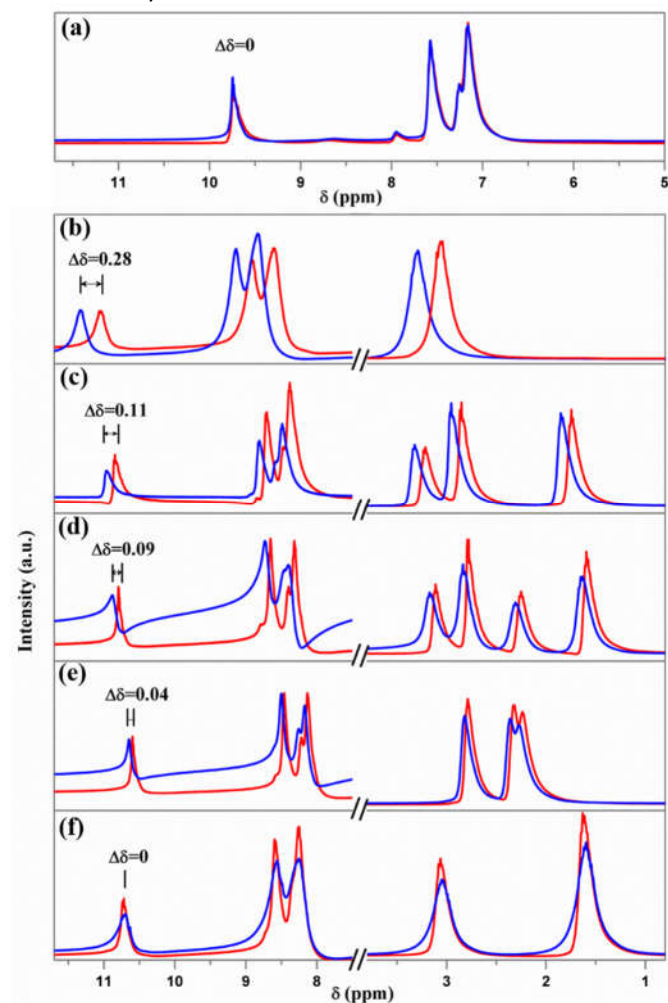 (a)
Δδ=0
11 10 9 8 7 6 5
δ (ppm)
(b)
Δδ=0.28
(c)
Δδ=0.11
(d)
Δδ=0.09
(e)
Δδ=0.04
(f)
Δδ=0
Intensity (a.u.)
11 10 9 8 3 2 1
δ (ppm)